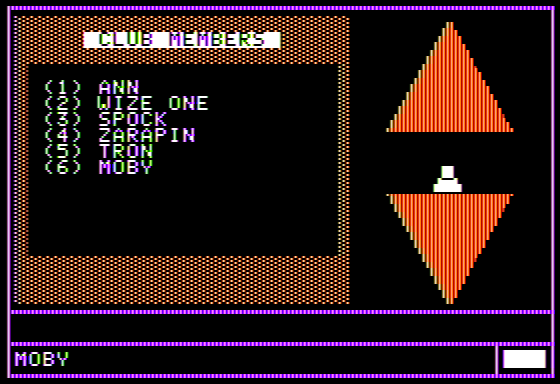 CLUB MEMBERS
(1) ANN
(2) WIZE ONE
(3) SPOCK
(4) ZARAPIN
(5) TRON
(6) MOBY
MOBY